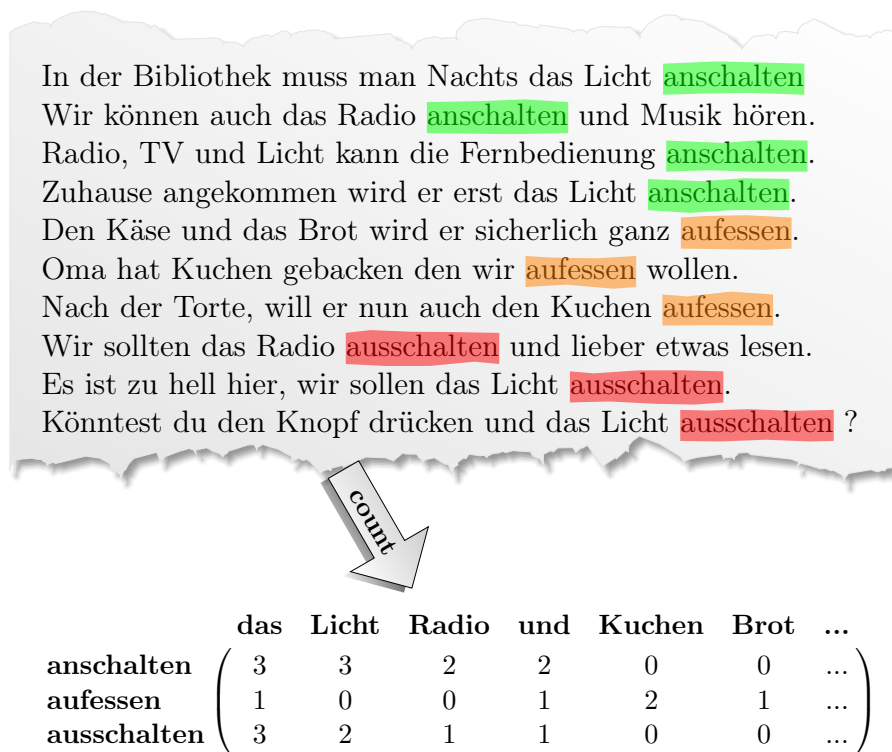 In der Bibliothek muss man Nachts das Licht anschalten
Wir können auch das Radio anschalten und Musik hören.
Radio, TV und Licht kann die Fernbedienung anschalten.
Zuhause angekommen wird er erst das Licht anschalten.
Den Käse und das Brot wird er sicherlich ganz aufessen.
Oma hat Kuchen gebacken den wir aufessen wollen.
Nach der Torte, will er nun auch den Kuchen aufessen.
Wir sollten das Radio ausschalten und lieber etwas lesen.
Es ist zu hell hier, wir sollen das Licht ausschalten.
Könntest du den Knopf drücken und das Licht ausschalten ?
count
das Licht Radio und Kuchen Brot ...
anschalten 3 3 2 2 0 0 ...
aufessen 1 0 0 1 2 1 ...
ausschalten 3 2 1 1 0 0 ...